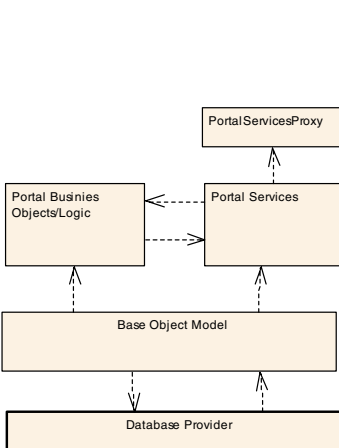 PortalServicesProxy
Portal Businies
Objects/Logic
Portal Services
Base Object Model
Database Provider